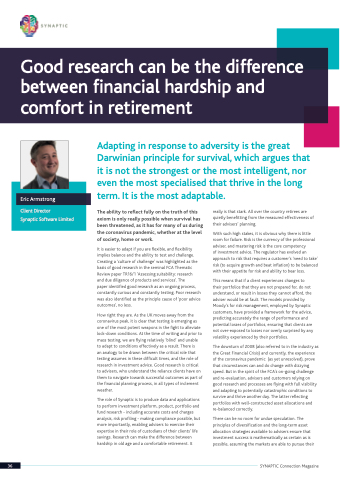 SYNAPTIC
Good research can be the difference
between financial hardship and
comfort in retirement
Adapting in response to adversity is the great
Darwinian principle for survival, which argues that
it is not the strongest or the most intelligent, nor
even the most specialised that thrive in the long
term. It is the most adaptable.
Eric Armstrong
Client Director
Synaptic Software Limited
The ability to reflect fully on the truth of this
axiom is only really possible when survival has
been threatened, as it has for many of us during
the coronavirus pandemic, whether at the level
of society, home or work.
It is easier to adapt if you are flexible, and flexibility
implies balance and the ability to test and challenge.
Creating a 'culture of challenge' was highlighted as the
basis of good research in the seminal FCA Thematic
Review paper TR16/1 'Assessing suitability: research
and due diligence of products and services'. The
paper identified good research as an ongoing process,
constantly curious and constantly testing. Poor research
was also identified as the principle cause of 'poor advice
outcomes', no less.
How right they are. As the UK moves away from the
coronavirus peak, it is clear that testing is emerging as
one of the most potent weapons in the fight to alleviate
lock-down conditions. At the time of writing and prior to
mass testing, we are flying relatively 'blind' and unable
to adapt to conditions effectively as a result. There is
an analogy to be drawn between the critical role that
testing assumes in these difficult times, and the role of
research in investment advice. Good research is critical
to advisers, who understand the reliance clients have on
them to navigate towards successful outcomes as part of
the financial planning process, in all types of inclement
weather.
The role of Synaptic is to produce data and applications
to perform investment platform, product, portfolio and
fund research - including accurate costs and charges
analysis, risk profiling - making compliance possible, but
more importantly, enabling advisers to exercise their
expertise in their role of custodians of their clients' life
savings. Research can make the difference between
hardship in old age and a comfortable retirement. It
really is that stark. All over the country retirees are
quietly benefiting from the measured effectiveness of
their advisers' planning.
With such high stakes, it is obvious why there is little
room for failure. Risk is the currency of the professional
adviser, and mastering risk is the core competency
of investment advice. The regulator has evolved an
approach to risk that requires a customer's 'need to take'
risk (to acquire growth and beat inflation) to be balanced
with their appetite for risk and ability to bear loss.
This means that if a client experiences changes to
their portfolios that they are not prepared for, do not
understand, or result in losses they cannot afford, the
adviser would be at fault. The models provided by
Moody's for risk management, employed by Synaptic
customers, have provided a framework for the advice,
predicting accurately the range of performance and
potential losses of portfolios, ensuring that clients are
not over-exposed to losses nor overly surprised by any
volatility experienced by their portfolios.
The downturn of 2008 (also referred to in the industry as
the Great Financial Crisis) and currently, the experience
of the coronavirus pandemic (as yet unresolved), prove
that circumstances can and do change with dizzying
speed. But in the spirit of the FCA's on-going challenge
and re-evaluation, advisers and customers relying on
good research and processes are flying with full visibility
and adapting to potentially catastrophic conditions to
survive and thrive another day. The latter reflecting
portfolios with well-constructed asset allocations and
re-balanced correctly.
There can be no room for undue speculation. The
principles of diversification and the long-term asset
allocation strategies available to advisers ensure that
investment success is mathematically as certain as is
possible, assuming the markets are able to pursue their
36
SYNAPTIC Connection Magazine